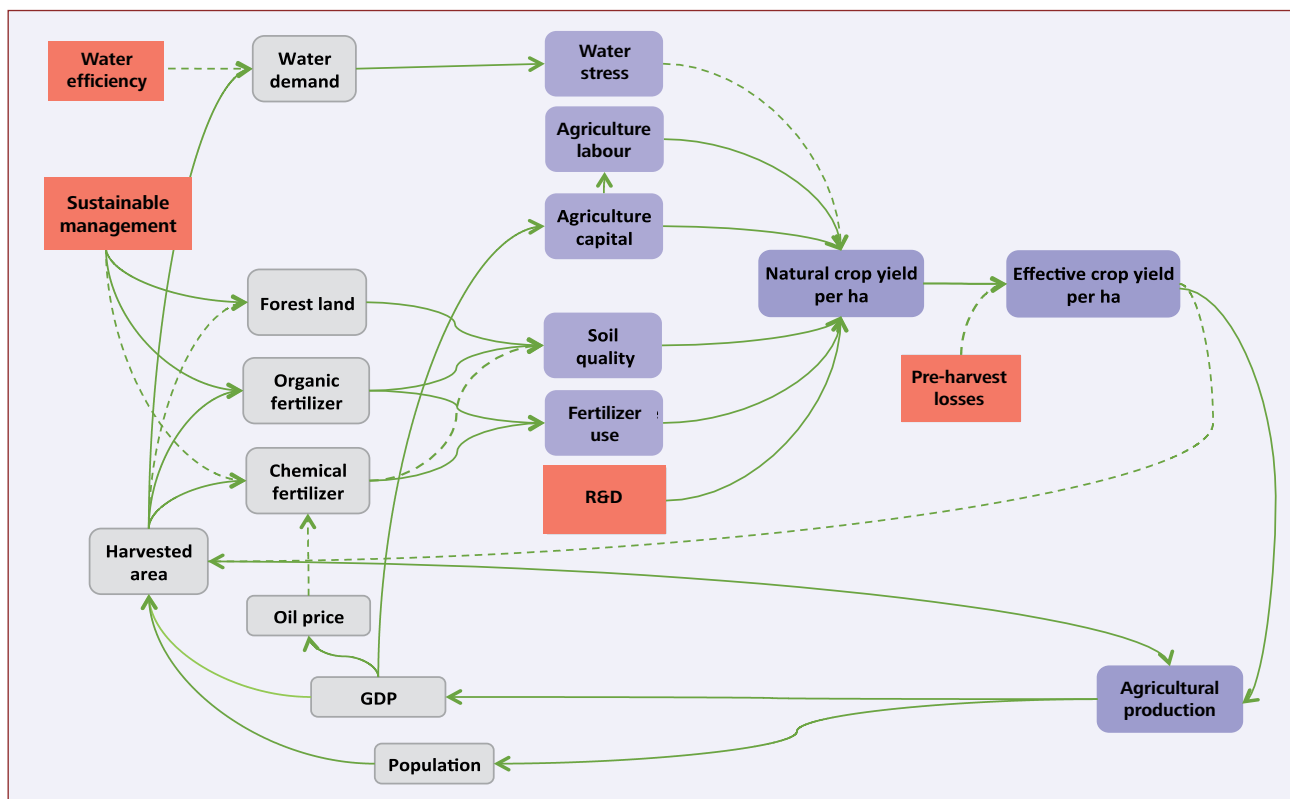 Water
efficiency
Water
demand
Water
stress
Agriculture
labour
Sustainable
management
Agriculture
capital
Forest land
Natural crop yield
per ha
Effective crop yield
per ha
Soil
quality
Organic
fertilizer
Pre-harvest
losses
Fertilizer
use
Chemical
fertilizer
R&D
Harvested
area
Oil price
GDP
Agricultural
production
Population